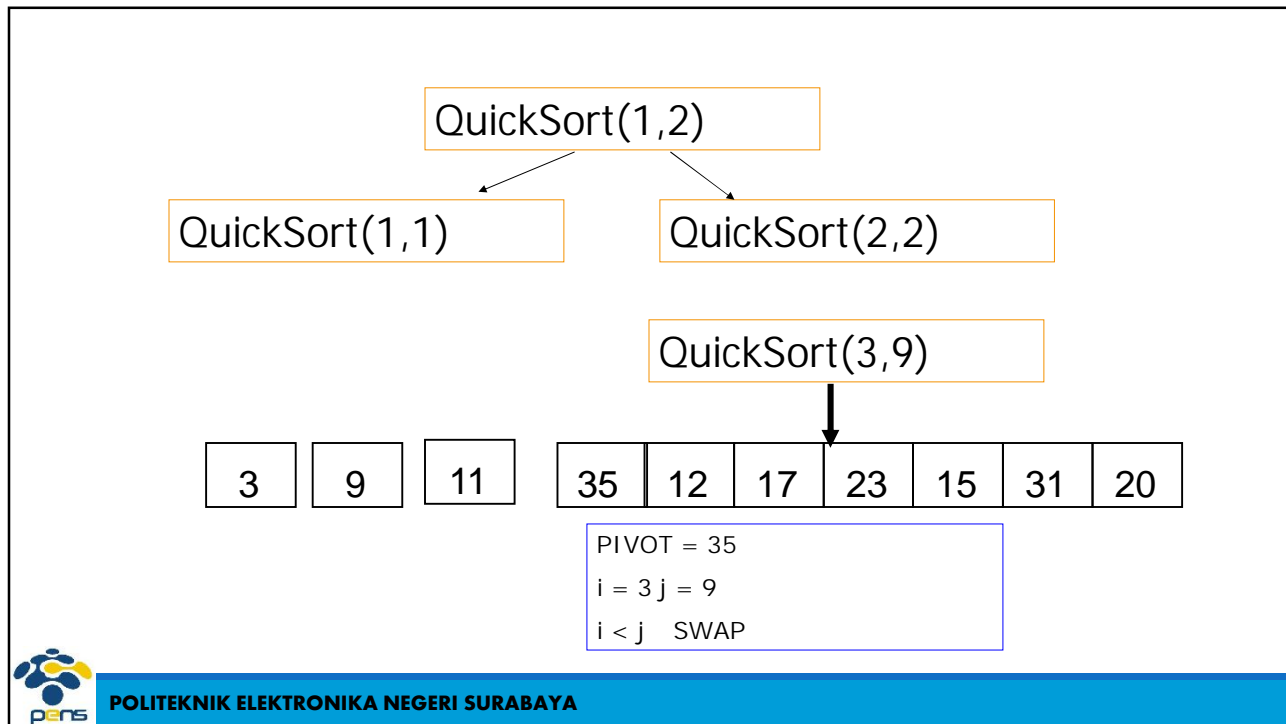 QuickSort(1,2)
QuickSort(1,1) QuickSort(2,2)
QuickSort(3,9)
3 9 11 35 12 17 23 15 31 20
PIVOT = 35
i = 3 j = 9
i < j SWAP
pens POLITEKNIK ELEKTRONIKA NEGERI SURABAYA